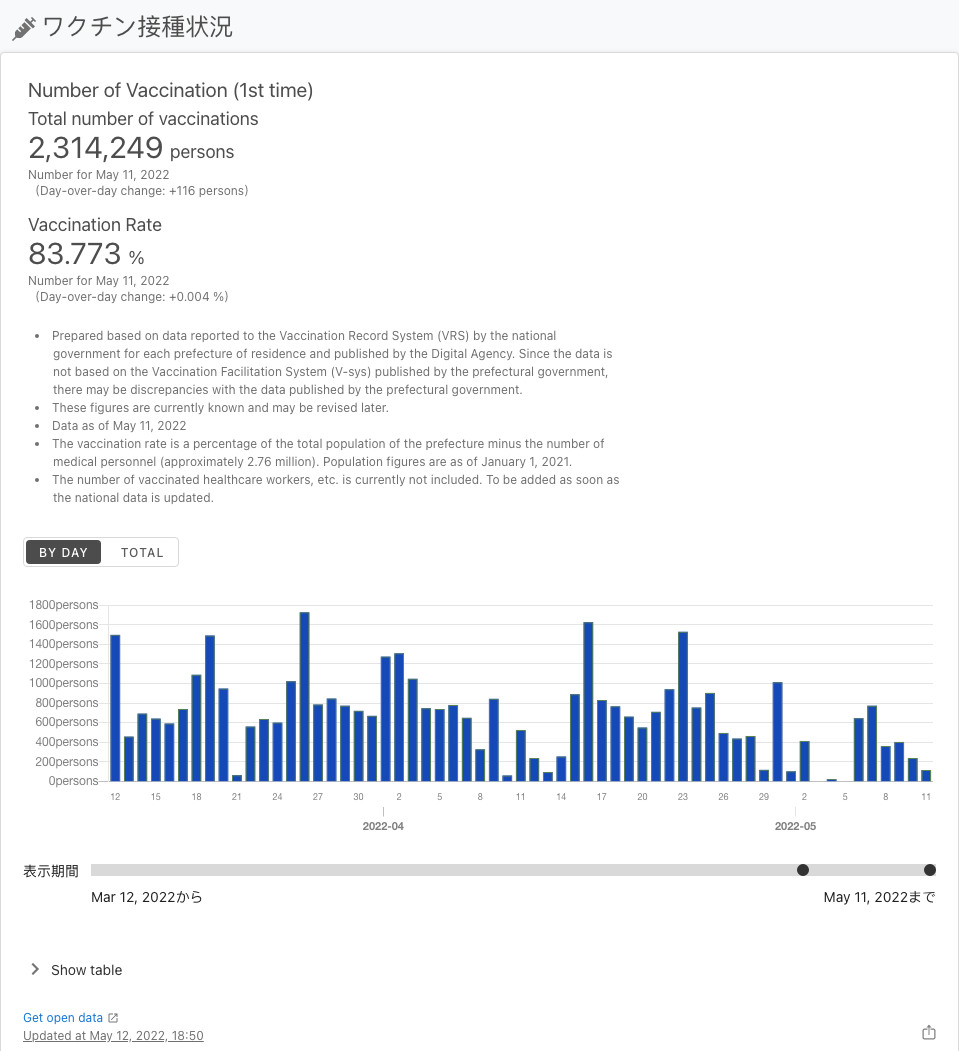 ワクチン接種状況
Number of Vaccination (1st time)
Total number of vaccinations
2,314,249 persons
Number for May 11, 2022
(Day-over-day change: +116 persons)
Vaccination Rate
83.773 %
Number for May 11, 2022
(Day-over-day change: +0.004 %)
• Prepared based on data reported to the Vaccination Record System (VRS) by the national
government for each prefecture of residence and published by the Digital Agency. Since the data is
not based on the Vaccination Facilitation System (V-sys) published by the prefectural government,
there may be discrepancies with the data published by the prefectural government.
• These figures are currently known and may be revised later.
• Data as of May 11, 2022
• The vaccination rate is a percentage of the total population of the prefecture minus the number of
medical personnel (approximately 2.76 million). Population figures are as of January 1, 2021.
• The number of vaccinated healthcare workers, etc. is currently not included. To be added as soon as
the national data is updated.
BY DAY TOTAL
1800persons
1600persons
1400persons
1200persons
1000persons
800persons
600persons
400persons
200persons
0persons
12 15 18 21 24 27 30 2 5 8 11 14 17 20 23 26 29 2 5 8 11
2022-04 2022-05
表示期間
Mar 12, 2022から May 11, 2022まで
Show table
Get open data
Updated at May 12, 2022, 18:50